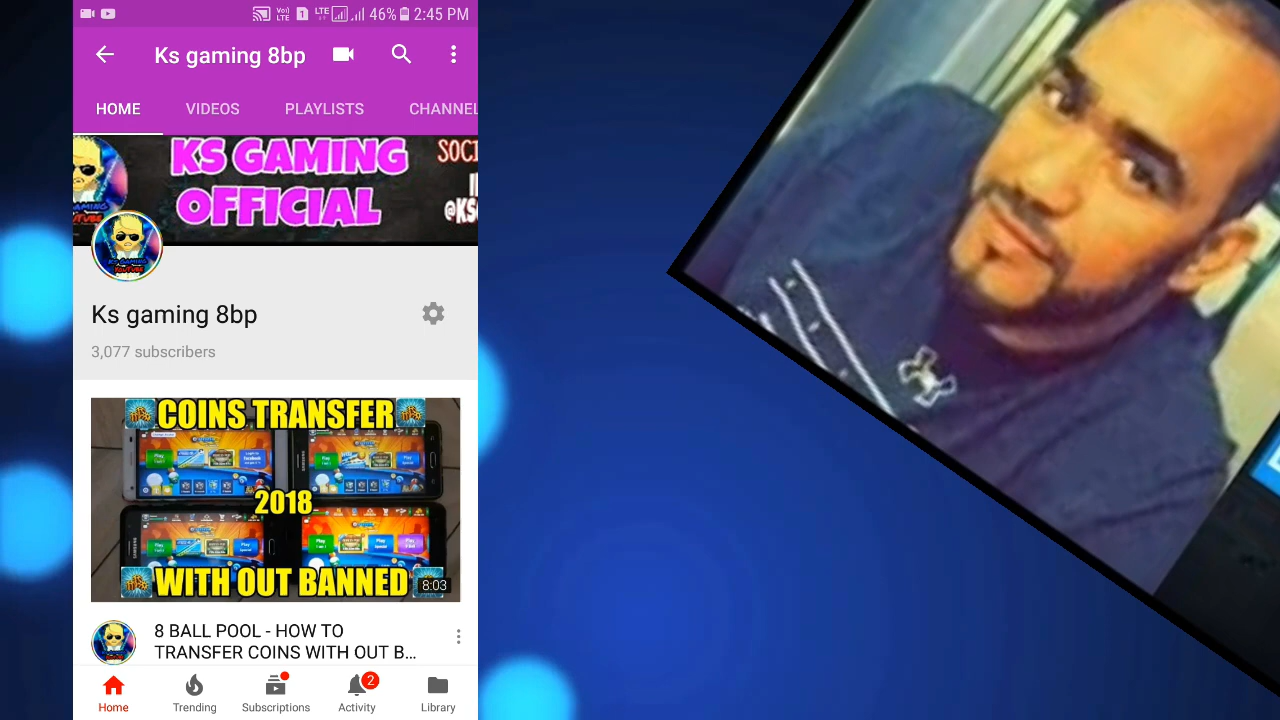 46% 2:45 PM
Ks gaming 8bp
HOME VIDEOS PLAYLISTS CHANNEL
KS GAMING
OFFICIAL
SOCI
Ks gaming 8bp
3,077 subscribers
COINS TRANSFER
2018
WITH OUT BANNED
8:03
8 BALL POOL - HOW TO
TRANSFER COINS WITH OUT B...
2
Home Trending Subscriptions Activity Library